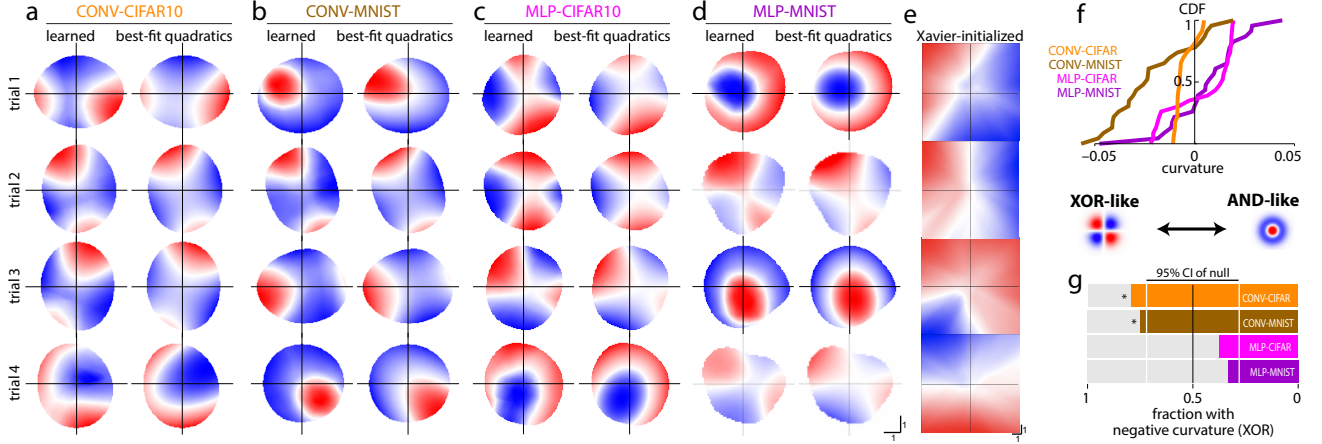 a CONV-CIFAR10
learned best-fit quadratics
b CONV-MNIST
learned best-fit quadratics
c MLP-CIFAR10
learned best-fit quadratics
d MLP-MNIST
learned best-fit quadratics
e
Xavier-initialized
trial 1
trial 2
trial 3
trial 4
1
1
1
1
f
CDF
1
0.5
CONV-CIFAR
CONV-MNIST
MLP-CIFAR
MLP-MNIST
−0.05 0 0.05
curvature
XOR-like AND-like
g
95% CI of null
* CONV-CIFAR
* CONV-MNIST
MLP-CIFAR
MLP-MNIST
1 0.5 0
fraction with
negative curvature (XOR)